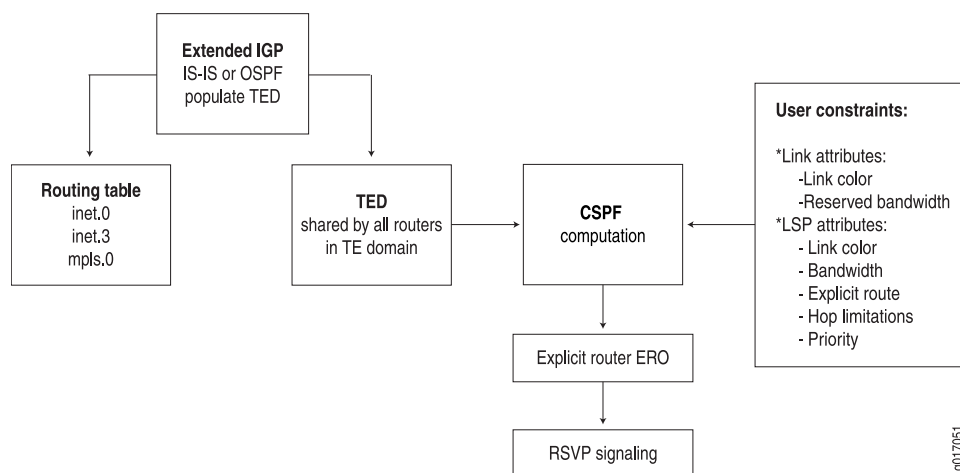 Extended IGP
IS-IS or OSPF
populate TED
Routing table
inet.0
inet.3
mpls.0
TED
shared by all routers
in TE domain
CSPF
computation
User constraints:
*Link attributes:
-Link color
-Reserved bandwidth
*LSP attributes:
- Link color
- Bandwidth
- Explicit route
- Hop limitations
- Priority
Explicit router ERO
RSVP signaling
g017051